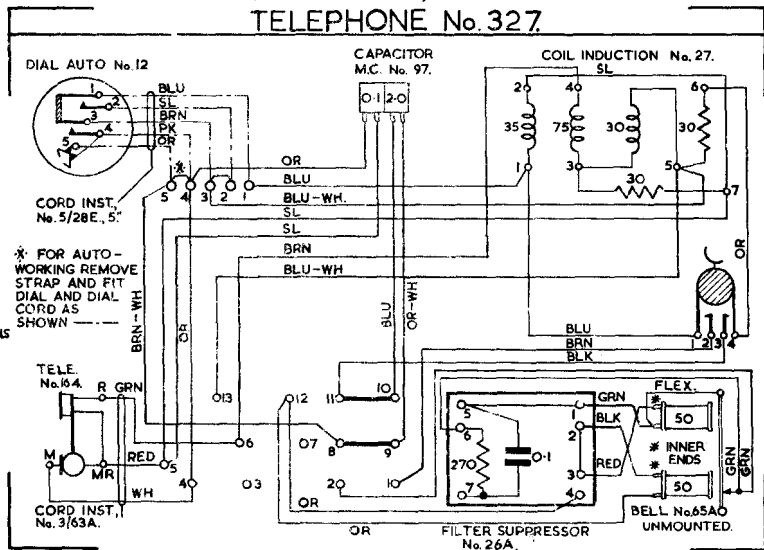 TELEPHONE No. 327.
DIAL AUTO No. 12
CAPACITOR
M.C. No. 97.
COIL INDUCTION No. 27.
SL
1 BLU
2 SL
3 BRN
4 PK
5 OR
0·1 2·0
2 4 6
35 75 30 30
1 3 5
30
7
※
5 4 3 2 1
OR
BLU
BLU-WH.
SL
SL
BRN
BLU-WH
CORD INST,
No. 5/28E., 5."
※ FOR AUTO-
WORKING REMOVE
STRAP AND FIT
DIAL AND DIAL
CORD AS
SHOWN
BRN-WH
OR
BLU
OR-WH
OR
BLU
BRN
BLK
1 2 3 4
TELE.
No. 164.
R GRN
M
MR
RED
WH
CORD INST,
No. 3/63A.
13 12 11 10
6 7 8 9
5 4 3 2 1
OR
OR
5
6
270
7
0·1
1
2
3
4
GRN
BLK
RED
FLEX.
※
50
※ INNER
※ ENDS
50
GRN
GRN
BELL No. 65A
UNMOUNTED.
FILTER SUPPRESSOR
No. 26A.